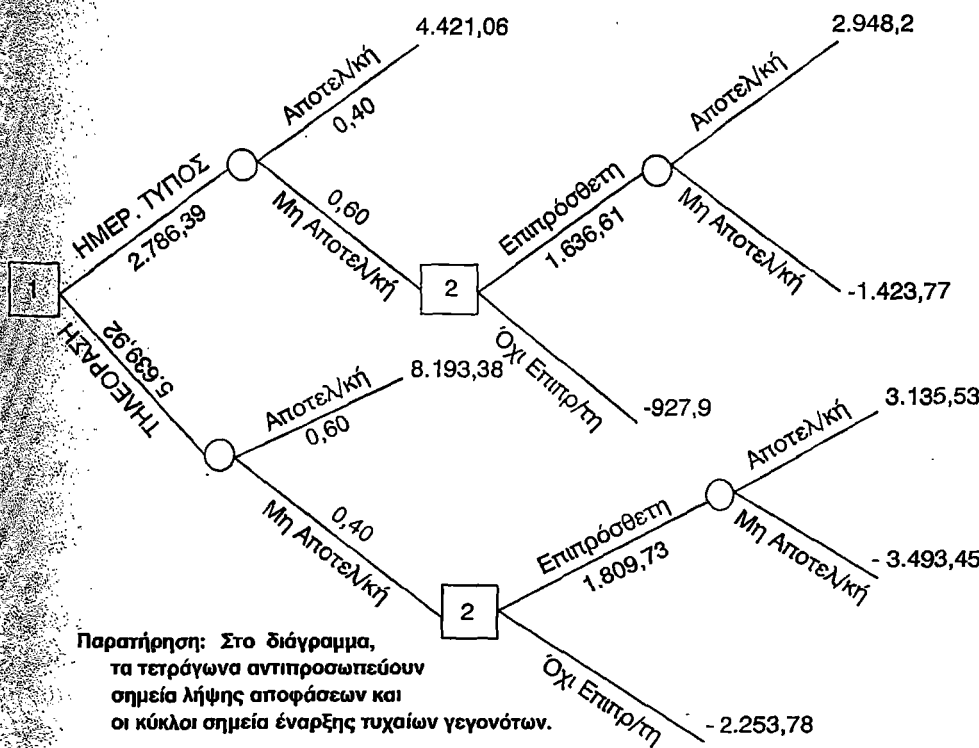 4.421,06
2.948,2
Αποτελ/κή
0,40
Αποτελ/κή
ΗΜΕΡ. ΤΥΠΟΣ
2.786,39
0,60
Μη Αποτελ/κή
Επιπρόσθετη
1.636,61
Μη Αποτελ/κή
1
2
-1.423,77
ΤΗΛΕΟΡΑΣΗ
5.639,92
Όχι Επιπρ/τη
-927,9
8.193,38
Αποτελ/κή
0,60
3.135,53
Αποτελ/κή
0,40
Μη Αποτελ/κή
Επιπρόσθετη
1.809,73
Μη Αποτελ/κή
- 3.493,45
2
Όχι Επιπρ/τη
- 2.253,78
Παρατήρηση: Στο διάγραμμα,
τα τετράγωνα αντιπροσωπεύουν
σημεία λήψης αποφάσεων και
οι κύκλοι σημεία έναρξης τυχαίων γεγονότων.